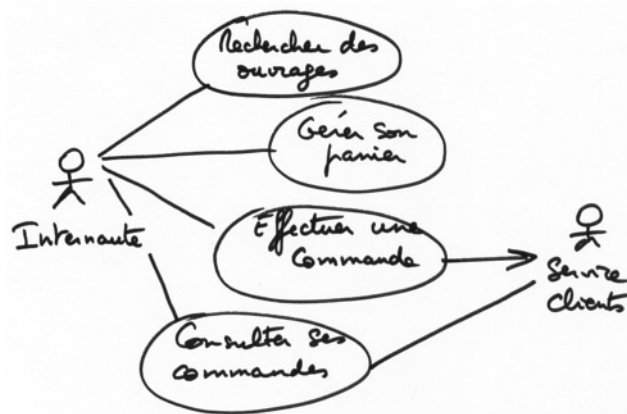 Rechercher des
ouvrages
Gérer son
panier
Internaute
Effectuer une
Commande
Service
Clients
Consulter ses
commandes